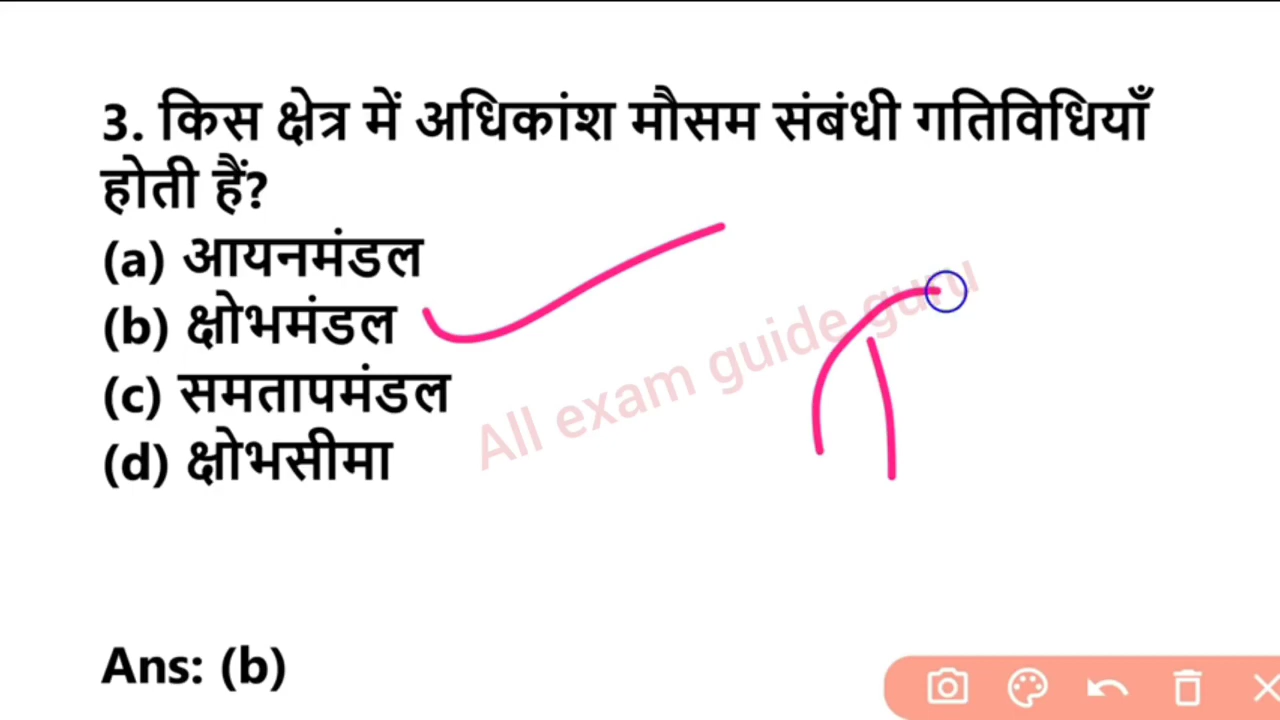 3. किस क्षेत्र में अधिकांश मौसम संबंधी गतिविधियाँ
होती हैं?
(a) आयनमंडल
(b) क्षोभमंडल
(c) समतापमंडल
(d) क्षोभसीमा
All exam guide guru
Ans: (b)